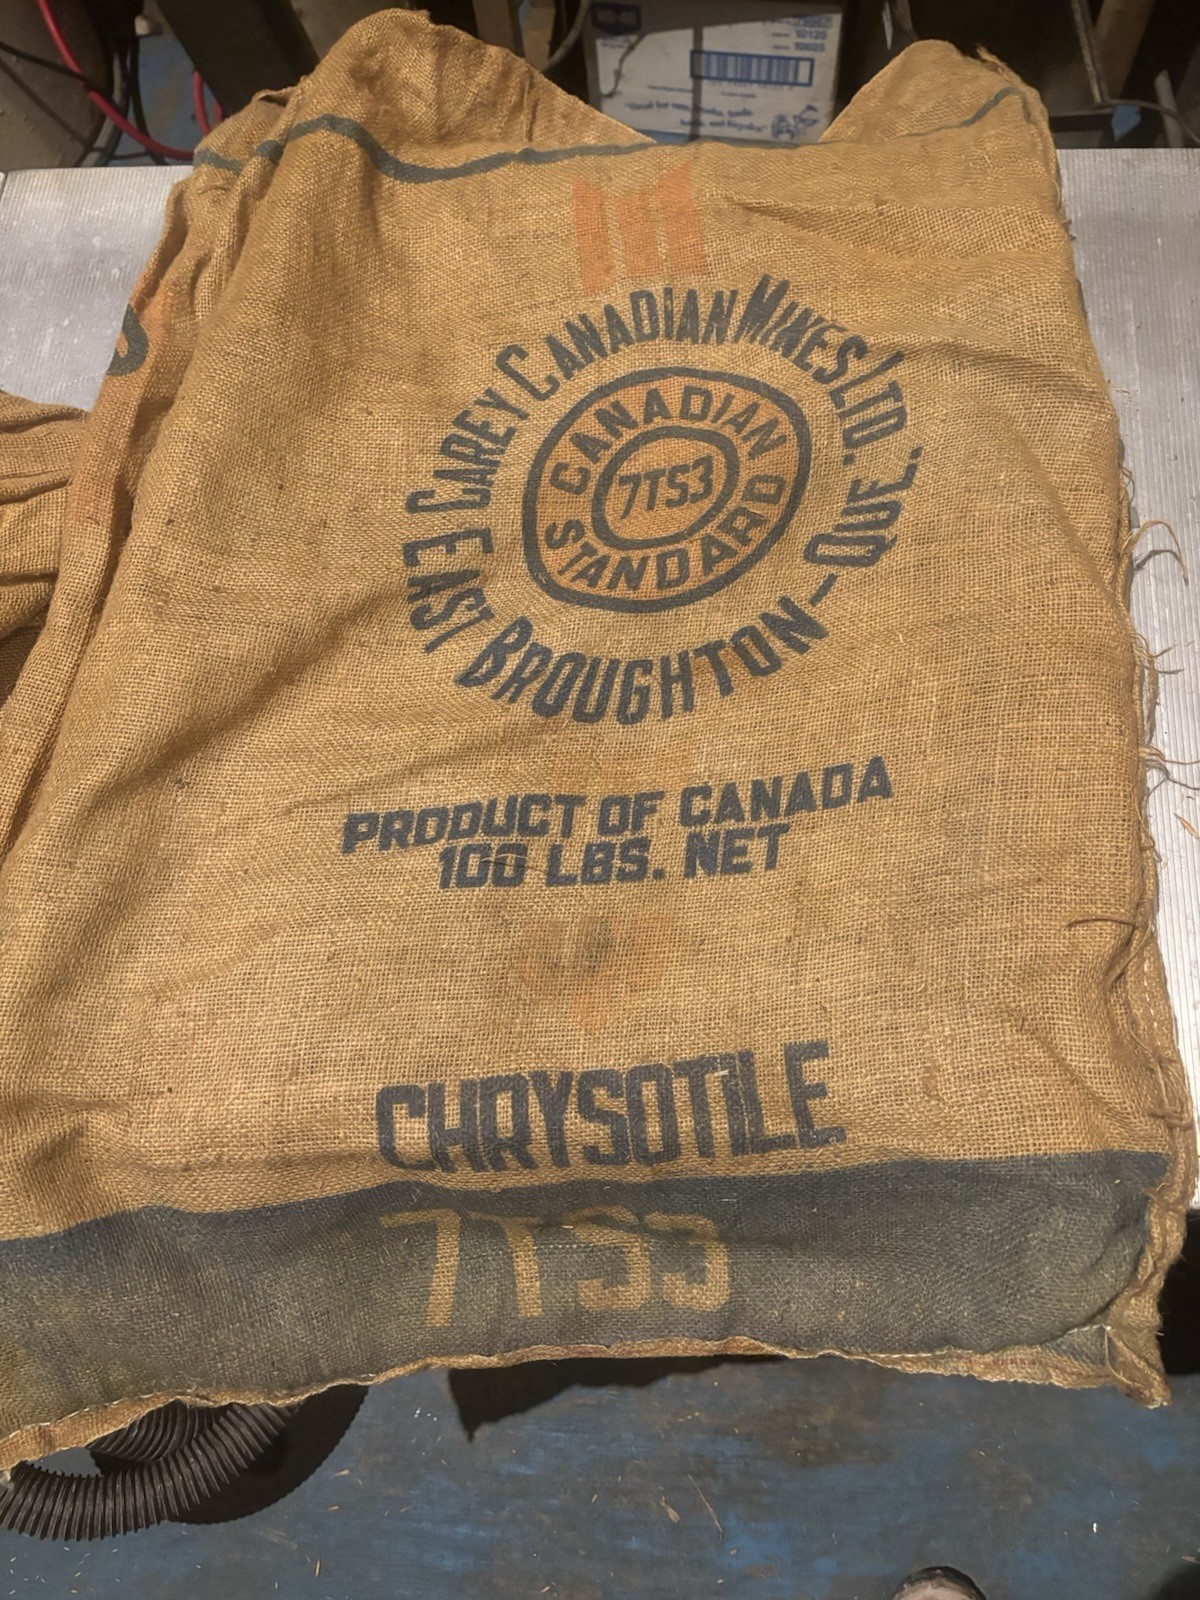 CAREY CANADIAN MINES LTD.
EAST BROUGHTON - QUE.
CANADIAN
STANDARD
7TS3
PRODUCT OF CANADA
100 LBS. NET
CHRYSOTILE
7TS3